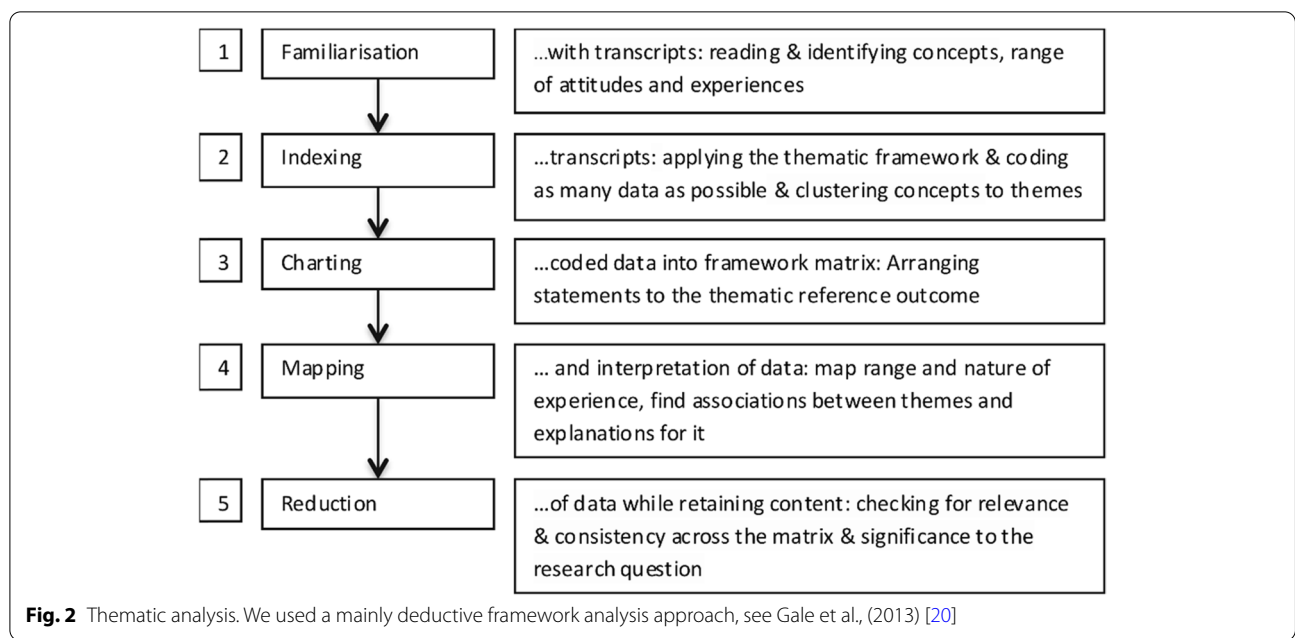 1 Familiarisation …with transcripts: reading & identifying concepts, range
of attitudes and experiences
2 Indexing …transcripts: applying the thematic framework & coding
as many data as possible & clustering concepts to themes
3 Charting …coded data into framework matrix: Arranging
statements to the thematic reference outcome
4 Mapping … and interpretation of data: map range and nature of
experience, find associations between themes and
explanations for it
5 Reduction …of data while retaining content: checking for relevance
& consistency across the matrix & significance to the
research question
Fig. 2 Thematic analysis. We used a mainly deductive framework analysis approach, see Gale et al., (2013) [20]